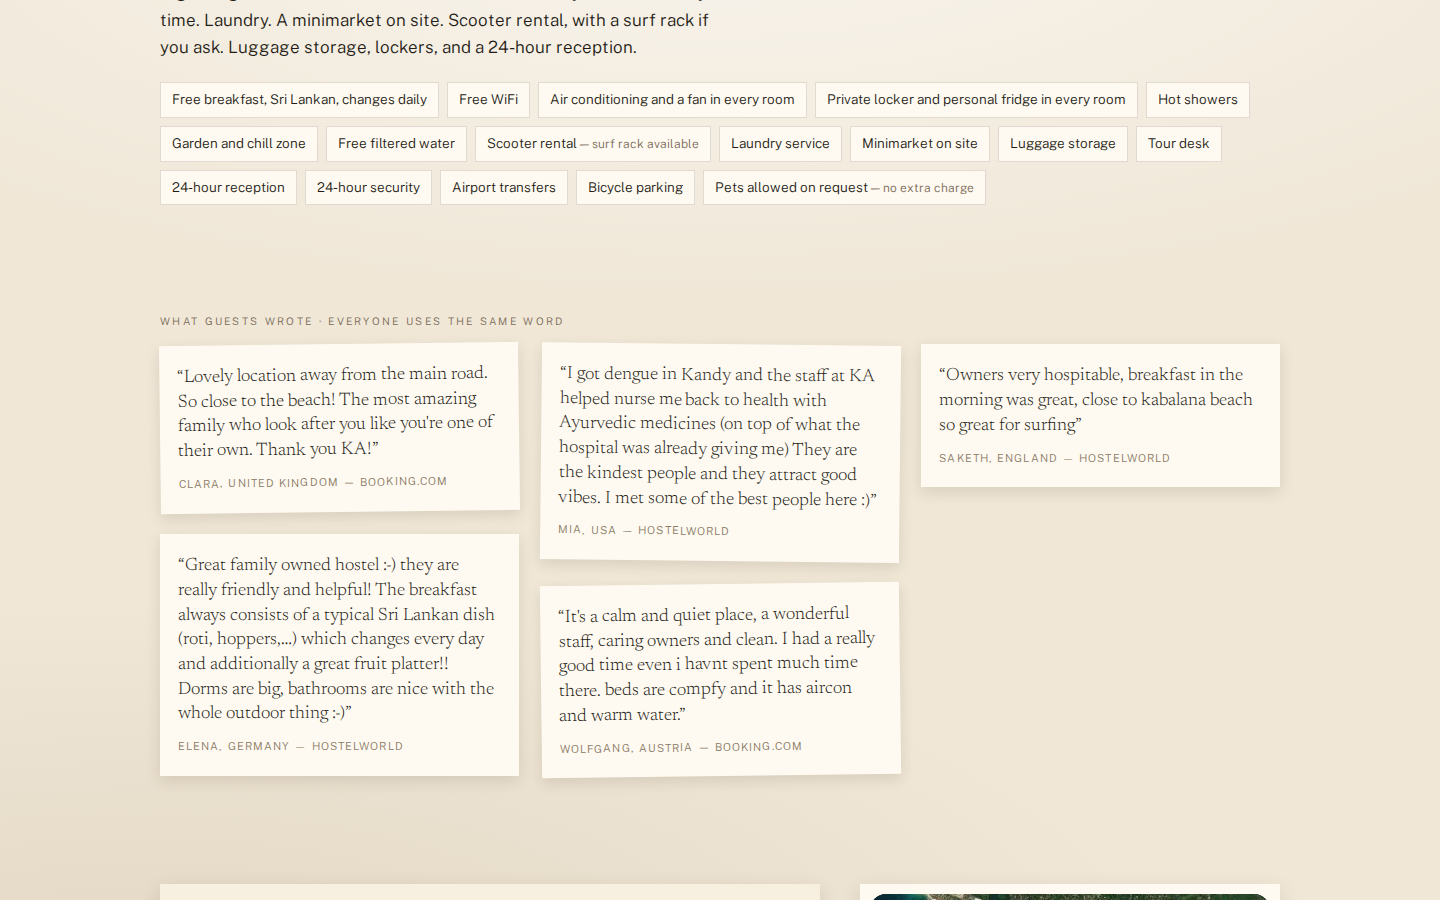 time. Laundry. A minimarket on site. Scooter rental, with a surf rack if
you ask. Luggage storage, lockers, and a 24-hour reception.
Free breakfast, Sri Lankan, changes daily
Free WiFi
Air conditioning and a fan in every room
Private locker and personal fridge in every room
Hot showers
Garden and chill zone
Free filtered water
Scooter rental — surf rack available
Laundry service
Minimarket on site
Luggage storage
Tour desk
24-hour reception
24-hour security
Airport transfers
Bicycle parking
Pets allowed on request — no extra charge
WHAT GUESTS WROTE · EVERYONE USES THE SAME WORD
“Lovely location away from the main road.
So close to the beach! The most amazing
family who look after you like you're one of
their own. Thank you KA!”
CLARA, UNITED KINGDOM — BOOKING.COM
“Great family owned hostel :-) they are
really friendly and helpful! The breakfast
always consists of a typical Sri Lankan dish
(roti, hoppers,...) which changes every day
and additionally a great fruit platter!!
Dorms are big, bathrooms are nice with the
whole outdoor thing :-)”
ELENA, GERMANY — HOSTELWORLD
“I got dengue in Kandy and the staff at KA
helped nurse me back to health with
Ayurvedic medicines (on top of what the
hospital was already giving me) They are
the kindest people and they attract good
vibes. I met some of the best people here :)”
MIA, USA — HOSTELWORLD
“It's a calm and quiet place, a wonderful
staff, caring owners and clean. I had a really
good time even i havnt spent much time
there. beds are compfy and it has aircon
and warm water.”
WOLFGANG, AUSTRIA — BOOKING.COM
“Owners very hospitable, breakfast in the
morning was great, close to kabalana beach
so great for surfing”
SAKETH, ENGLAND — HOSTELWORLD